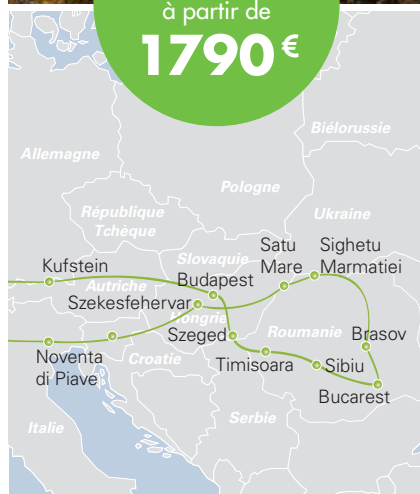 à partir de
1790 €
Biélorussie
Allemagne
Pologne
République
Tchèque
Ukraine
Slovaquie
Satu
Mare
Sighetu
Marmatiei
Kufstein
Autriche
Budapest
Szekesfehervar
Hongrie
Szeged
Roumanie
Brasov
Noventa
di Piave
Croatie
Timisoara
Sibiu
Bucarest
Serbie
Italie